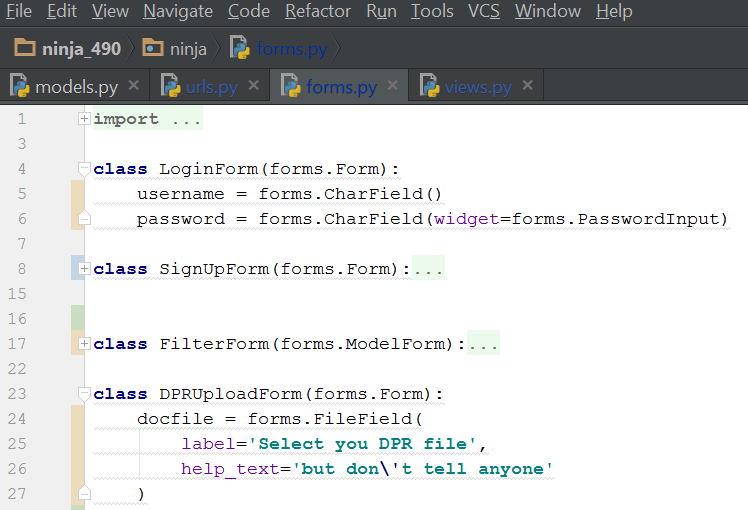 File Edit View Navigate Code Refactor Run Tools VCS Window Help
ninja_490 ninja forms.py
models.py urls.py forms.py views.py
1 import ...
3
4 class LoginForm(forms.Form):
5 username = forms.CharField()
6 password = forms.CharField(widget=forms.PasswordInput)
7
8 class SignUpForm(forms.Form):...
15
16
17 class FilterForm(forms.ModelForm):...
22
23 class DPRUploadForm(forms.Form):
24 docfile = forms.FileField(
25 label='Select you DPR file',
26 help_text='but don\'t tell anyone'
27 )